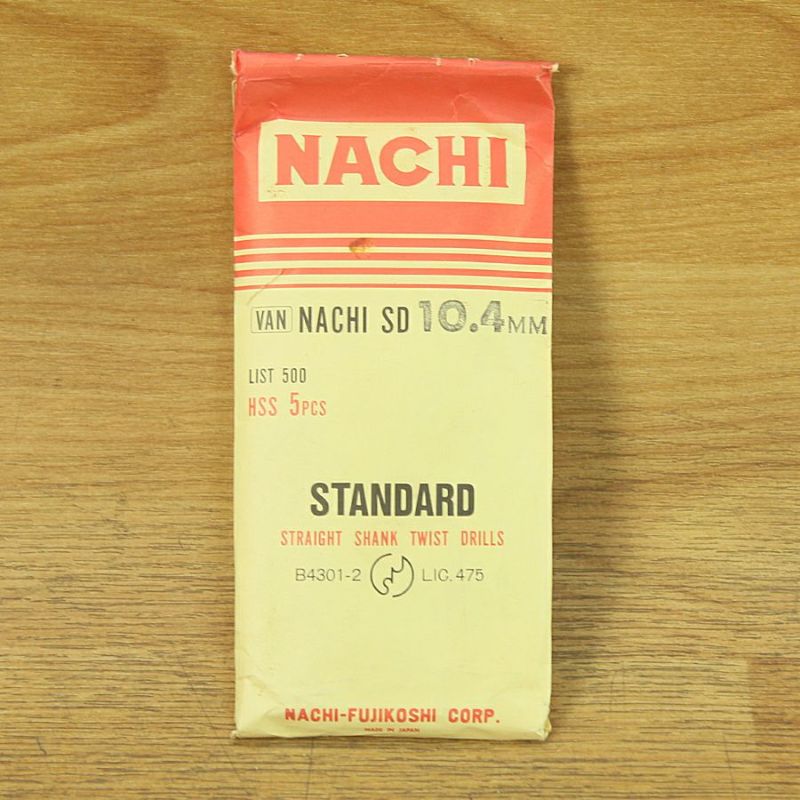 NACHI
VAN NACHI SD 10.4MM
LIST 500
HSS 5PCS
STANDARD
STRAIGHT SHANK TWIST DRILLS
B4301-2 LIC. 475
NACHI-FUJIKOSHI CORP.
MADE IN JAPAN